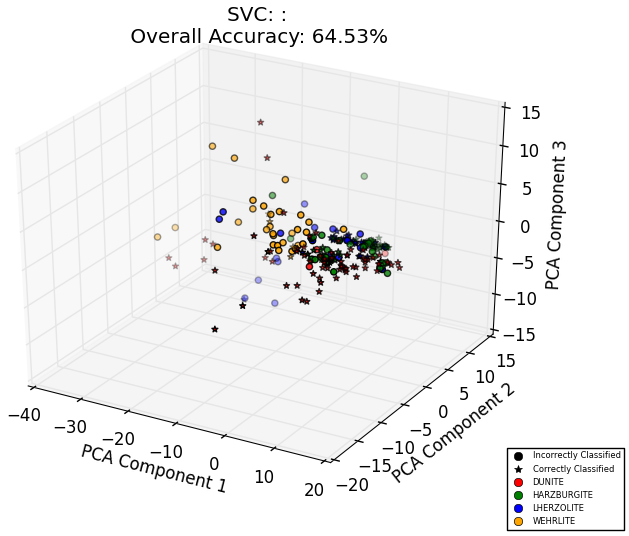 SVC: :
Overall Accuracy: 64.53%
15
10
5
0
−5
−10
−15
PCA Component 3
15
10
5
0
−5
−10
−15
−20
PCA Component 2
−40
−30
−20
−10
0
10
20
PCA Component 1
Incorrectly Classified
Correctly Classified
DUNITE
HARZBURGITE
LHERZOLITE
WEHRLITE